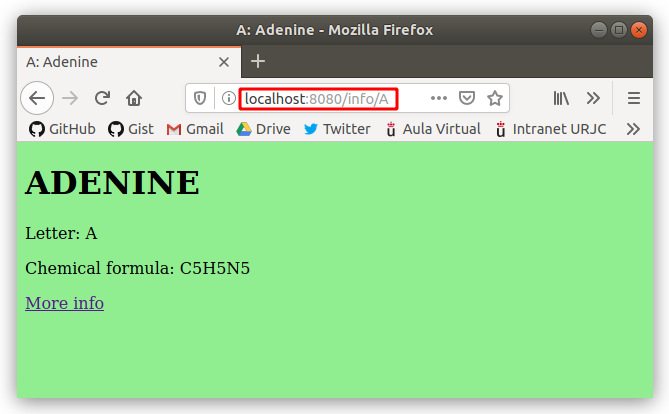 A: Adenine - Mozilla Firefox
A: Adenine
localhost:8080/info/A
GitHub Gist Gmail Drive Twitter Aula Virtual Intranet URJC
ADENINE
Letter: A
Chemical formula: C5H5N5
More info